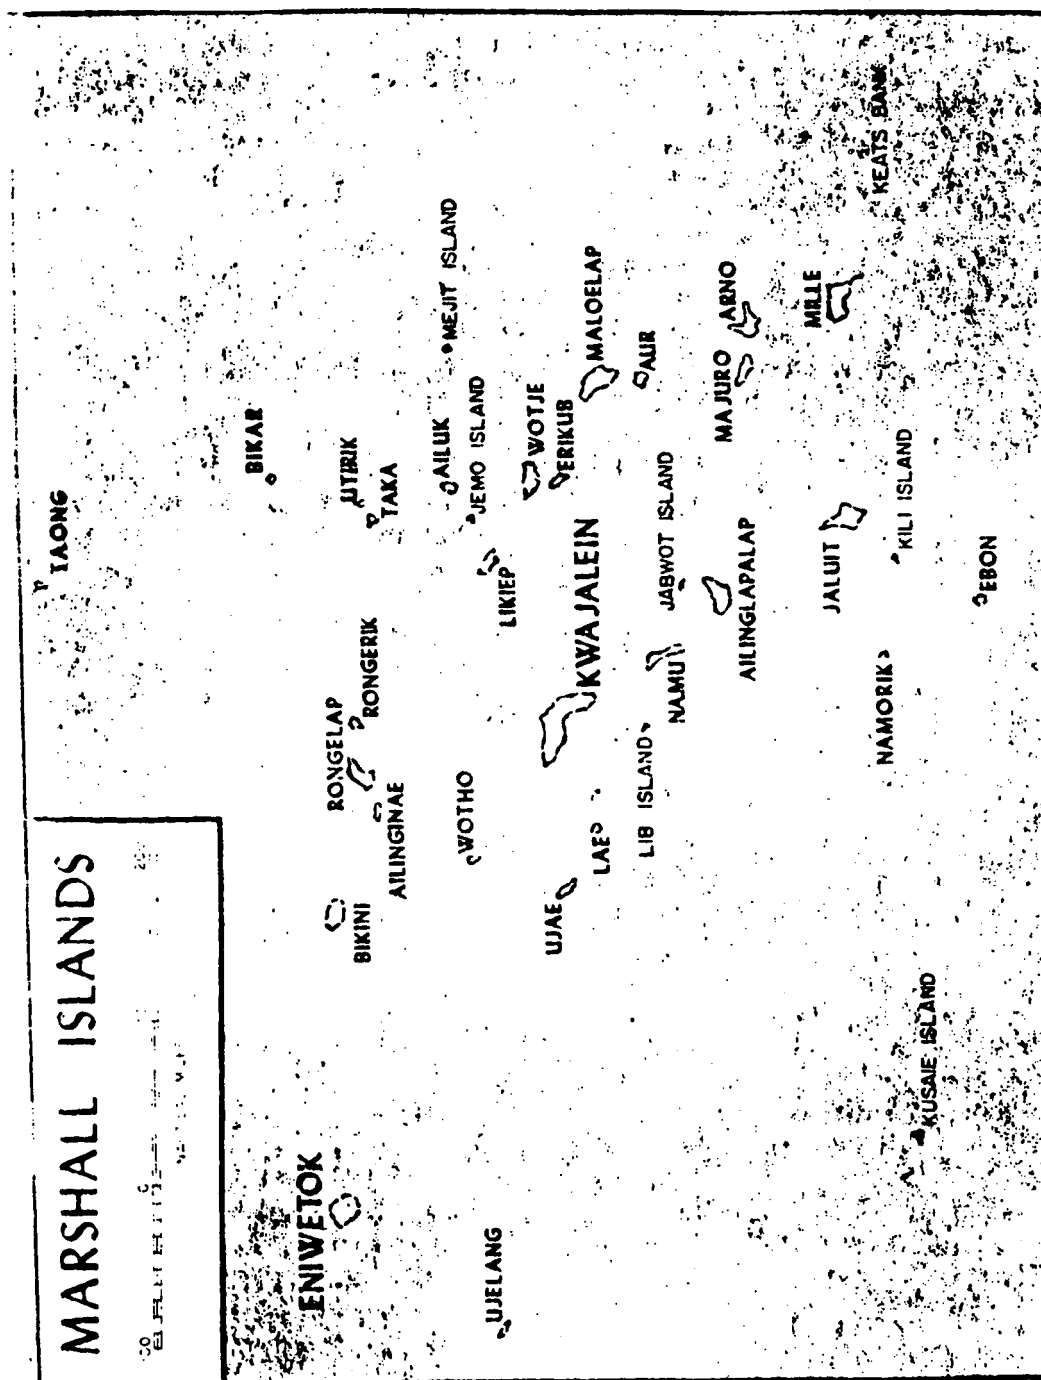 MARSHALL ISLANDS
TAONG
BIKAR
ENIWETOK
BIKINI
RONGELAP
AILINGINAE
RONGERIK
UTIRIK
TAKA
AILUK
MEJIT ISLAND
JEMO ISLAND
UJELANG
WOTHO
LIKIEP
WOTJE
ERIKUB
MALOELAP
UJAE
LAE
KWAJALEIN
LIB ISLAND
NAMU
JABWOT ISLAND
AUR
AILINGLAPALAP
MAJURO
ARNO
JALUIT
MILLE
KEATS BANK
NAMORIK
KILI ISLAND
KUSAIE ISLAND
EBON